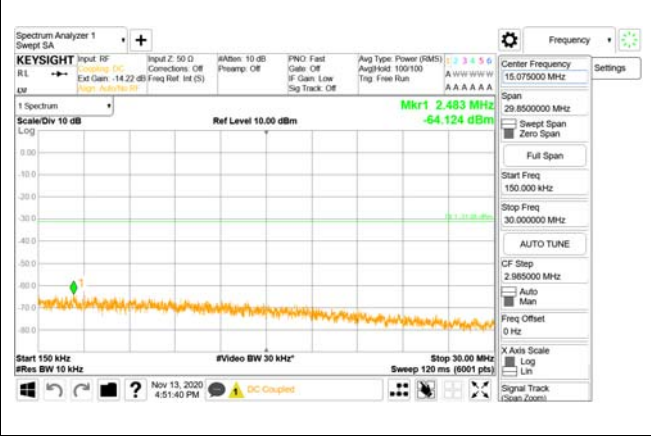 Spectrum Analyzer 1
Swept SA
+
Frequency
KEYSIGHT
RL
Input: RF
Coupling: DC
Ext Gain: -14.22 dB
Align: Auto/No RF
Input Z: 50 Ω
Corrections: Off
Freq Ref: Int (S)
#Atten: 10 dB
Preamp: Off
PNO: Fast
Gate: Off
IF Gain: Low
Sig Track: Off
Avg Type: Power (RMS)
Avg|Hold: 100/100
Trig: Free Run
1 2 3 4 5 6
A W W W W W
A A A A A A
1 Spectrum
Scale/Div 10 dB
Ref Level 10.00 dBm
Mkr1 2.483 MHz
-64.124 dBm
Log
0.00
-10.0
-20.0
-30.0
-40.0
-50.0
-60.0
-70.0
-80.0
1
Start 150 kHz
#Res BW 10 kHz
#Video BW 30 kHz*
Stop 30.00 MHz
Sweep 120 ms (6001 pts)
Nov 13, 2020
4:51:40 PM
DC Coupled
Settings
Center Frequency
15.075000 MHz
Span
29.8500000 MHz
Swept Span
Zero Span
Full Span
Start Freq
150.000 kHz
Stop Freq
30.000000 MHz
AUTO TUNE
CF Step
2.985000 MHz
Auto
Man
Freq Offset
0 Hz
X Axis Scale
Log
Lin
Signal Track
(Span Zoom)